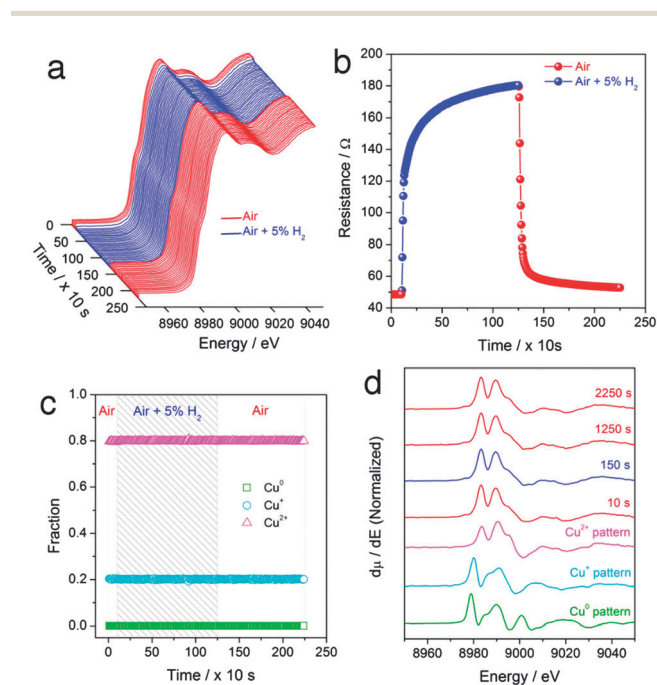 a
Air
Air + 5% H₂
0
50
100
150
200
250
Time / x 10 s
8960 8980 9000 9020 9040
Energy / eV
b
Air
Air + 5% H₂
200
180
160
140
120
100
80
60
40
Resistance / Ω
0 50 100 150 200 250
Time / x 10s
c
1.0
0.8
0.6
0.4
0.2
0.0
Fraction
Air Air + 5% H₂ Air
Cu⁰
Cu⁺
Cu²⁺
0 50 100 150 200 250
Time / x 10 s
d
dμ / dE (Normalized)
2250 s
1250 s
150 s
10 s
Cu²⁺ pattern
Cu⁺ pattern
Cu⁰ pattern
8960 8980 9000 9020 9040
Energy / eV